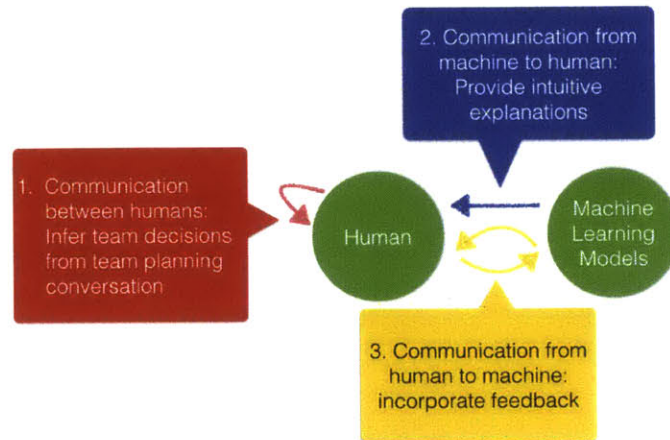 2. Communication from
machine to human:
Provide intuitive
explanations
1. Communication
between humans:
Infer team decisions
from team planning
conversation
Human
Machine
Learning
Models
3. Communication from
human to machine:
incorporate feedback